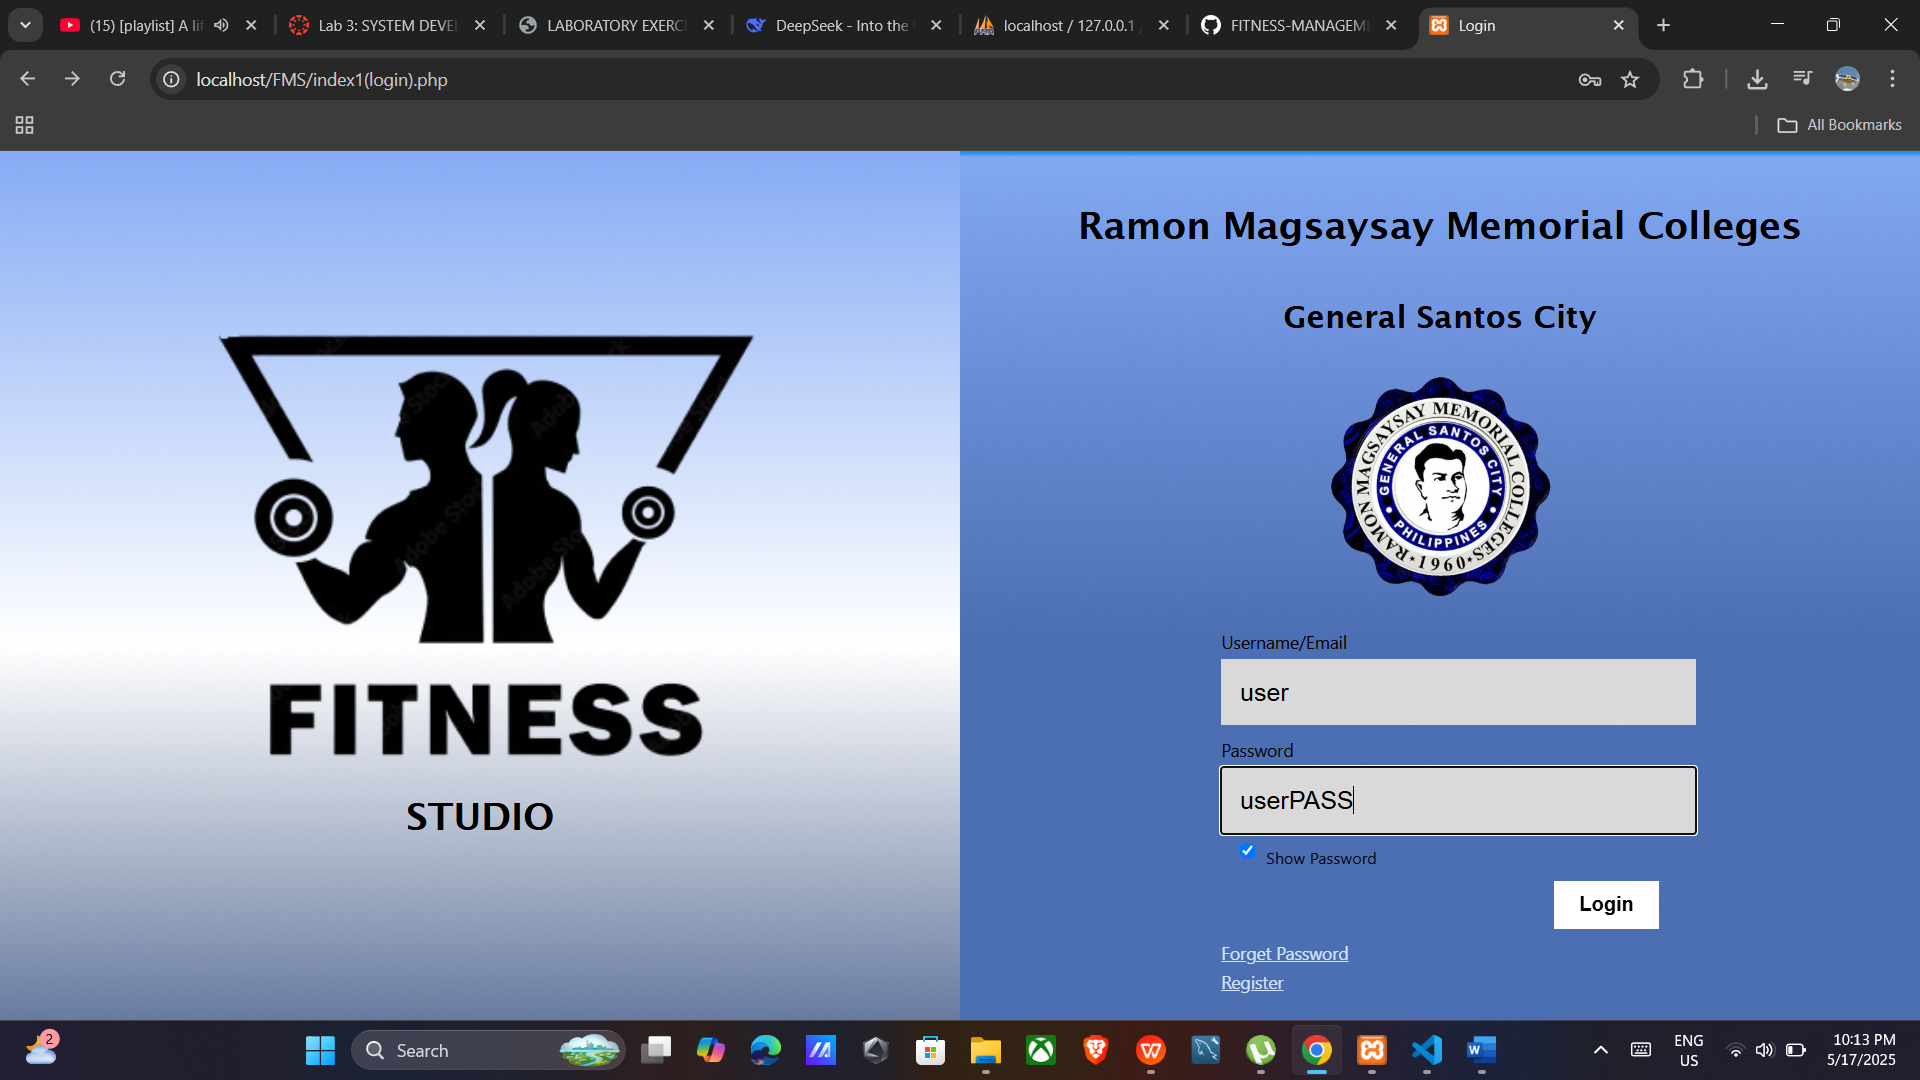 (15) [playlist] A li
Lab 3: SYSTEM DEVEL
LABORATORY EXERC
DeepSeek - Into the
localhost / 127.0.0.1
FITNESS-MANAGEM
Login
localhost/FMS/index1(login).php
All Bookmarks
FITNESS
STUDIO
Ramon Magsaysay Memorial Colleges
General Santos City
RAMON MAGSAYSAY MEMORIAL COLLEGES
GENERAL SANTOS CITY
PHILIPPINES
1960
Username/Email
user
Password
userPASS
Show Password
Login
Forget Password
Register
2
Search
ENG
US
10:13 PM
5/17/2025